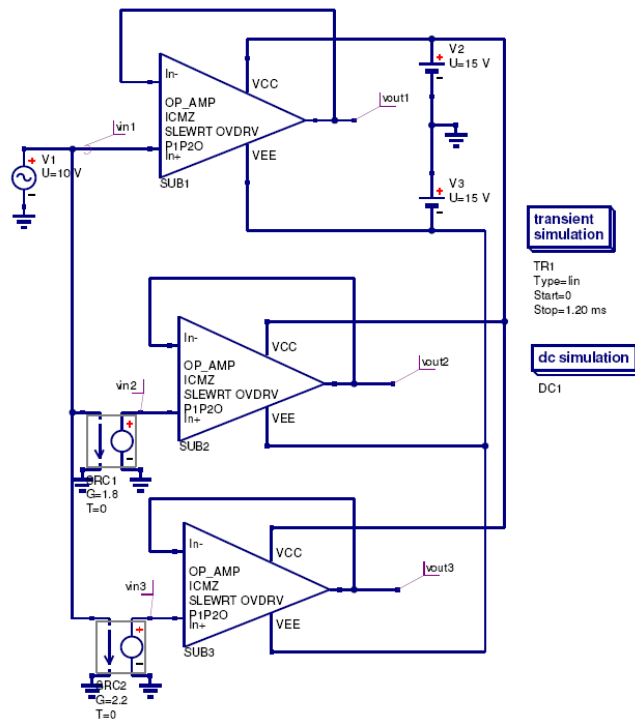 In-
VCC
OP_AMP
ICMZ
SLEWRT OVDRV
P1P2O
In+
VEE
SUB1
vin1
V1
U=10 V
vout1
V2
U=15 V
V3
U=15 V
transient
simulation
TR1
Type=lin
Start=0
Stop=1.20 ms
dc simulation
DC1
In-
VCC
OP_AMP
ICMZ
SLEWRT OVDRV
P1P2O
In+
VEE
SUB2
vin2
vout2
SRC1
G=1.8
T=0
In-
VCC
OP_AMP
ICMZ
SLEWRT OVDRV
P1P2O
In+
VEE
SUB3
vin3
vout3
SRC2
G=2.2
T=0